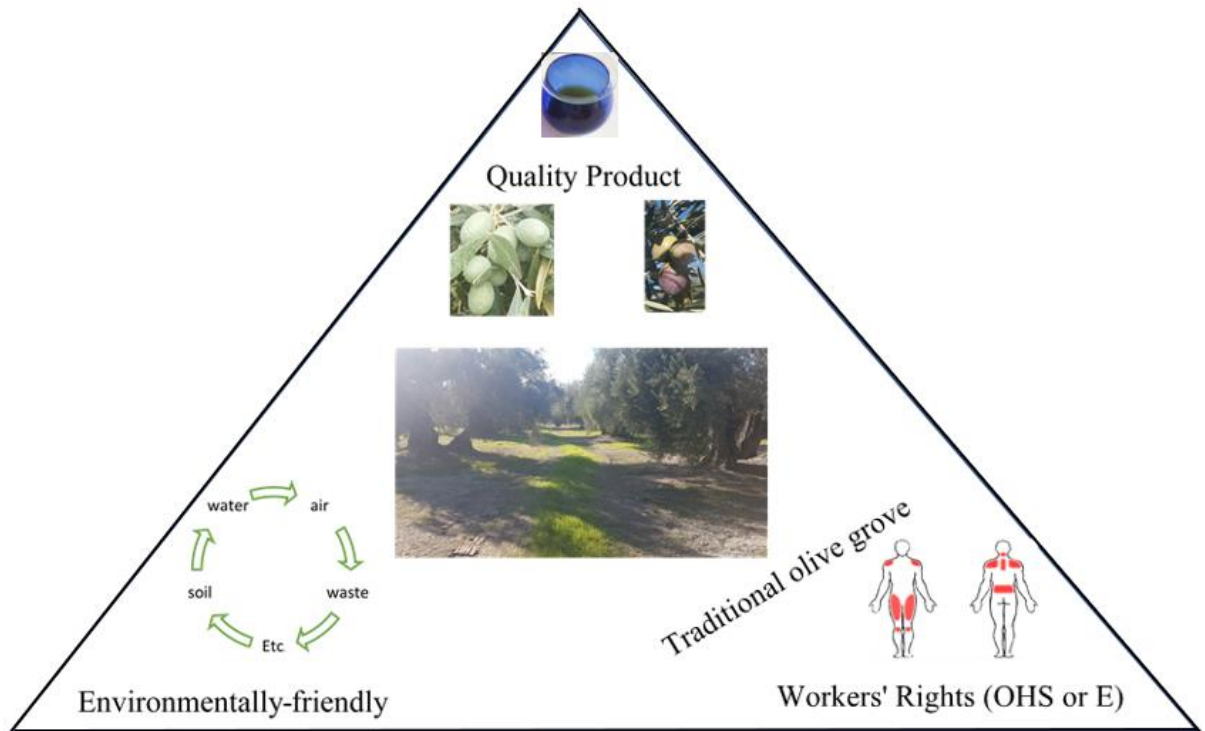 Quality Product
water
air
soil
waste
Etc
Environmentally-friendly
Traditional olive grove
Workers' Rights (OHS or E)